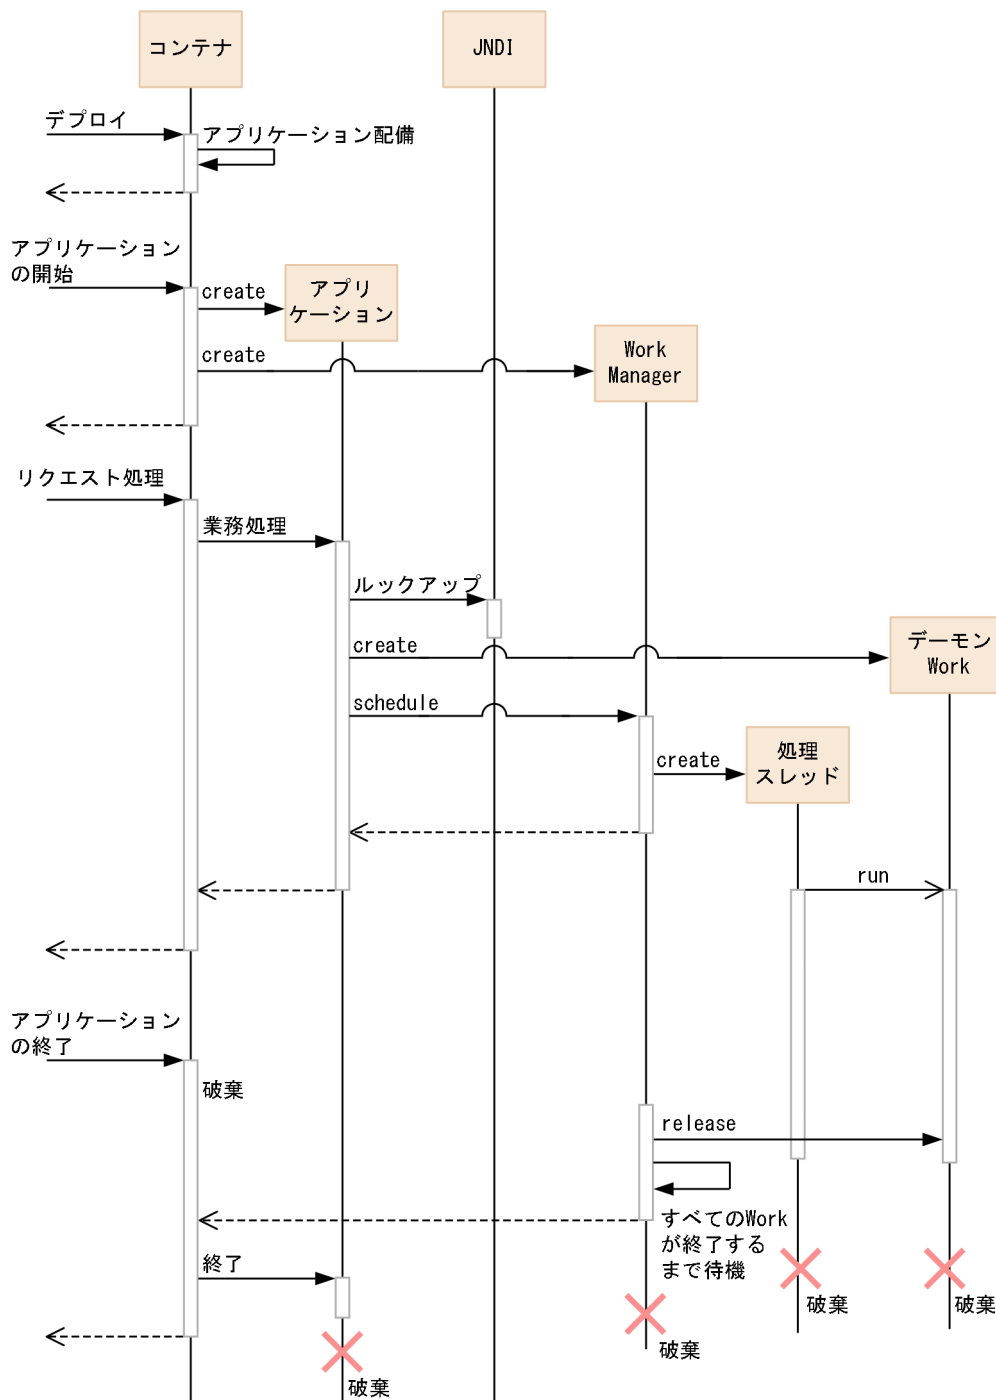 コンテナ
JNDI
デプロイ
アプリケーション配備
アプリケーション
の開始
create
アプリ
ケーション
create
Work
Manager
リクエスト処理
業務処理
ルックアップ
create
デーモン
Work
schedule
create
処理
スレッド
run
アプリケーション
の終了
破棄
release
すべてのWork
が終了する
まで待機
終了
破棄
破棄
破棄
破棄